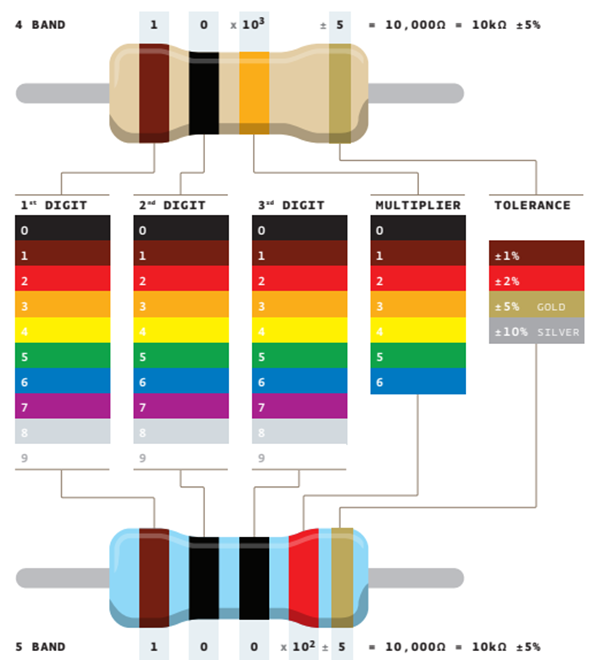 4 BAND 1 0 x 10³ ± 5 = 10,000Ω = 10kΩ ±5%
1ˢᵗ DIGIT 2ⁿᵈ DIGIT 3ʳᵈ DIGIT MULTIPLIER TOLERANCE
0 0 0 0
1 1 1 1 ±1%
2 2 2 2 ±2%
3 3 3 3 ±5% GOLD
4 4 4 4 ±10% SILVER
5 5 5 5
6 6 6 6
7 7 7
8 8 8
9 9 9
5 BAND 1 0 0 x 10² ± 5 = 10,000Ω = 10kΩ ±5%